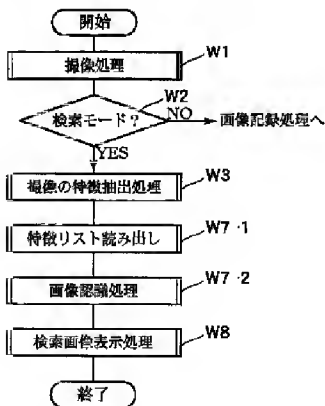 開始
撮像処理 W1
検索モード？ W2
NO 画像記録処理へ
YES
撮像の特徴抽出処理 W3
特徴リスト読み出し W7・1
画像認識処理 W7・2
検索画像表示処理 W8
終了